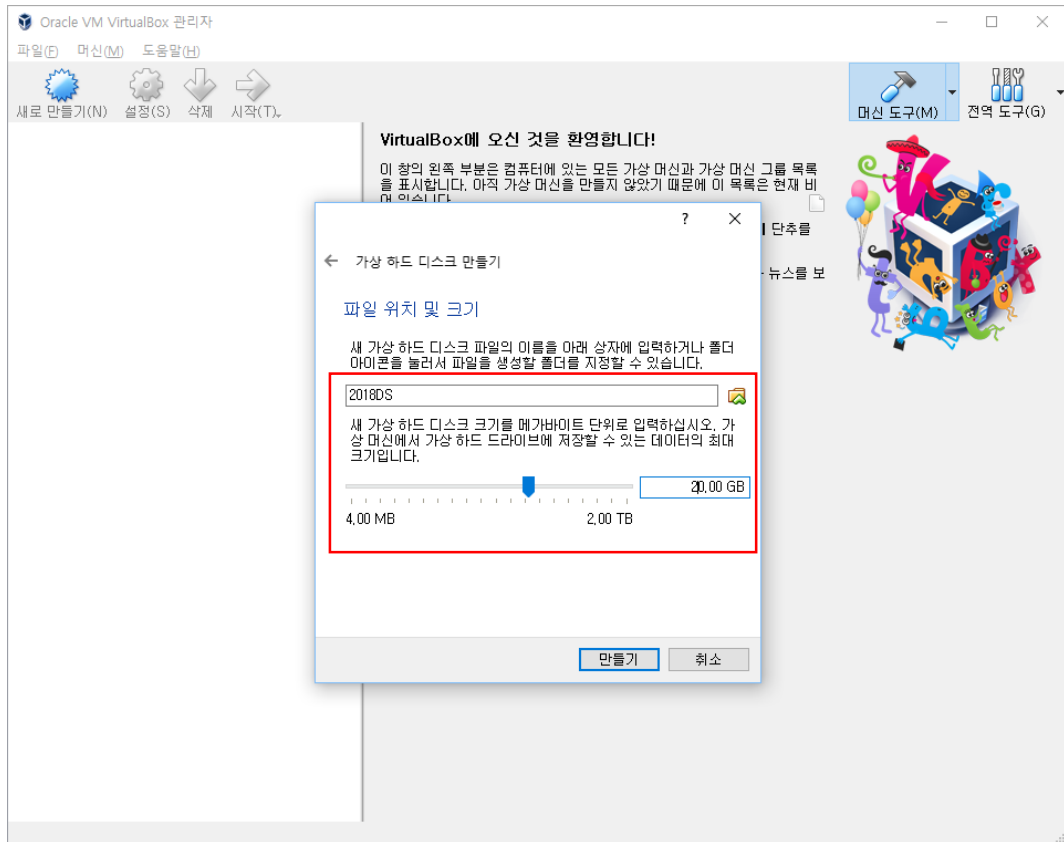 Oracle VM VirtualBox 관리자
파일(F) 머신(M) 도움말(H)
새로 만들기(N) 설정(S) 삭제 시작(T)
머신 도구(M) 전역 도구(G)
VirtualBox에 오신 것을 환영합니다!
이 창의 왼쪽 부분은 컴퓨터에 있는 모든 가상 머신과 가상 머신 그룹 목록
을 표시합니다. 아직 가상 머신을 만들지 않았기 때문에 이 목록은 현재 비
어 있습니다.
단추를
뉴스를 보
?
가상 하드 디스크 만들기
파일 위치 및 크기
새 가상 하드 디스크 파일의 이름을 아래 상자에 입력하거나 폴더
아이콘을 눌러서 파일을 생성할 폴더를 지정할 수 있습니다.
2018DS
새 가상 하드 디스크 크기를 메가바이트 단위로 입력하십시오. 가
상 머신에서 가상 하드 드라이브에 저장할 수 있는 데이터의 최대
크기입니다.
20,00 GB
4,00 MB 2,00 TB
만들기 취소